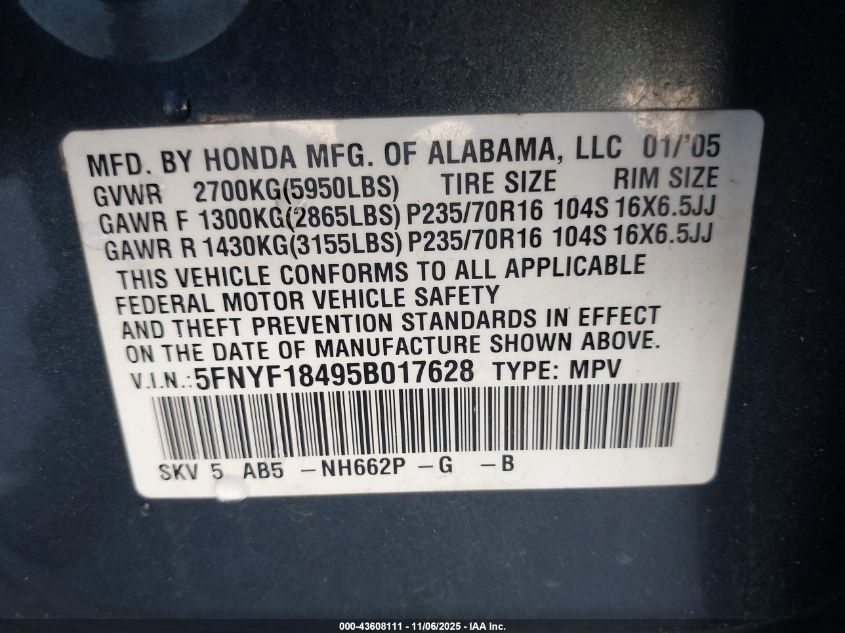 MFD. BY HONDA MFG. OF ALABAMA, LLC 01/'05
GVWR 2700KG(5950LBS) TIRE SIZE RIM SIZE
GAWR F 1300KG(2865LBS) P235/70R16 104S 16X6.5JJ
GAWR R 1430KG(3155LBS) P235/70R16 104S 16X6.5JJ
THIS VEHICLE CONFORMS TO ALL APPLICABLE
FEDERAL MOTOR VEHICLE SAFETY
AND THEFT PREVENTION STANDARDS IN EFFECT
ON THE DATE OF MANUFACTURE SHOWN ABOVE.
V.I.N.: 5FNYF18495B017628 TYPE: MPV
SKV 5 AB5 -NH662P -G -B
000-43608111 - 11/06/2025 - IAA Inc.